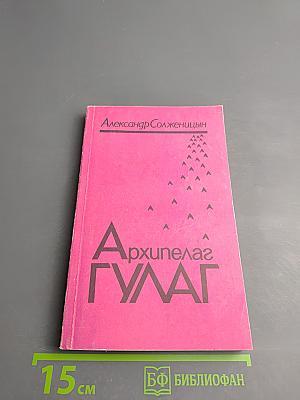 Александр Солженицын
Архипелаг
ГУЛАГ
15 см
БФ БИБЛИОФАН